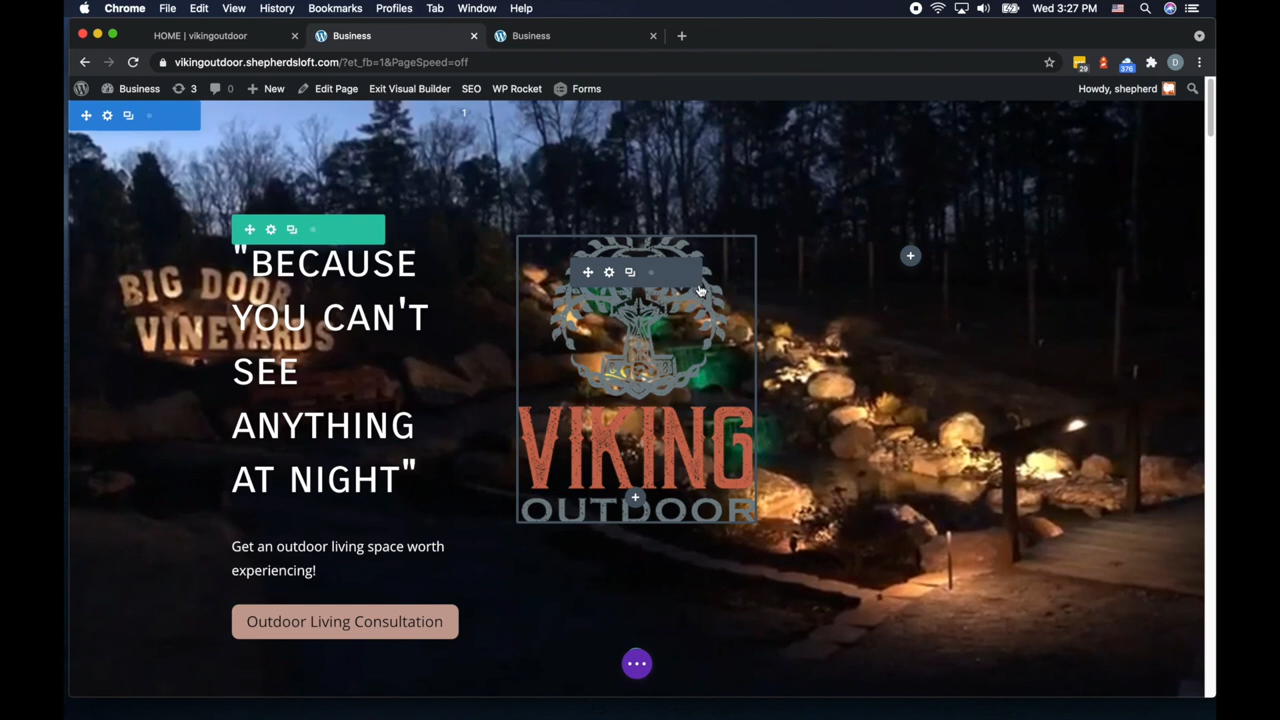 Chrome File Edit View History Bookmarks Profiles Tab Window Help Wed 3:27 PM
HOME | vikingoutdoor Business Business
vikingoutdoor.shepherdsloft.com/?et_fb=1&PageSpeed=off 29 376 D
Business 3 0 New Edit Page Exit Visual Builder SEO WP Rocket Forms Howdy, shepherd
1
"BECAUSE
YOU CAN'T
SEE
ANYTHING
AT NIGHT"
BIG DOOR
VINEYARDS
VIKING
OUTDOOR
Get an outdoor living space worth
experiencing!
Outdoor Living Consultation